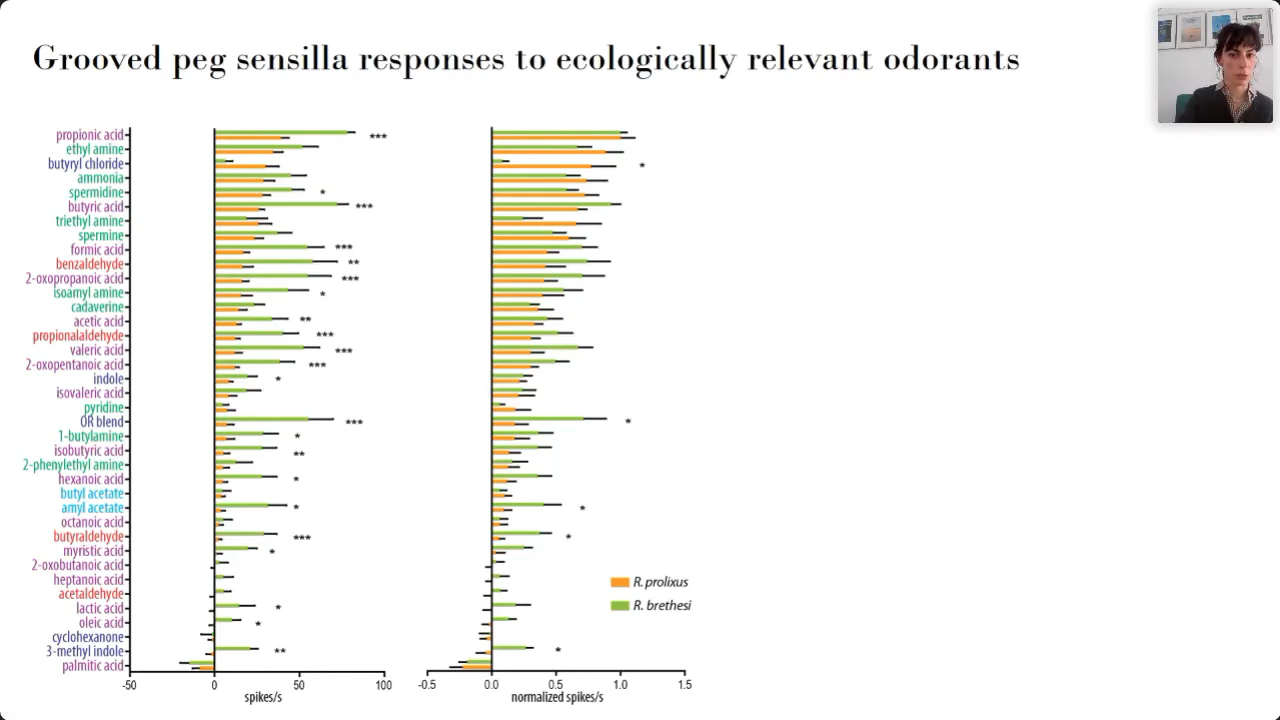 Grooved peg sensilla responses to ecologically relevant odorants
propionic acid ***
ethyl amine
butyryl chloride *
ammonia
spermidine *
butyric acid ***
triethyl amine
spermine
formic acid ***
benzaldehyde **
2-oxopropanoic acid ***
isoamyl amine *
cadaverine
acetic acid **
propionalaldehyde ***
valeric acid ***
2-oxopentanoic acid ***
indole *
isovaleric acid
pyridine
OR blend *** *
1-butylamine *
isobutyric acid **
2-phenylethyl amine
hexanoic acid *
butyl acetate
amyl acetate * *
octanoic acid
butyraldehyde *** *
myristic acid *
2-oxobutanoic acid
heptanoic acid
acetaldehyde
lactic acid *
oleic acid *
cyclohexanone
3-methyl indole ** *
palmitic acid
R. prolixus
R. brethesi
-50 0 50 100
spikes/s
-0.5 0.0 0.5 1.0 1.5
normalized spikes/s